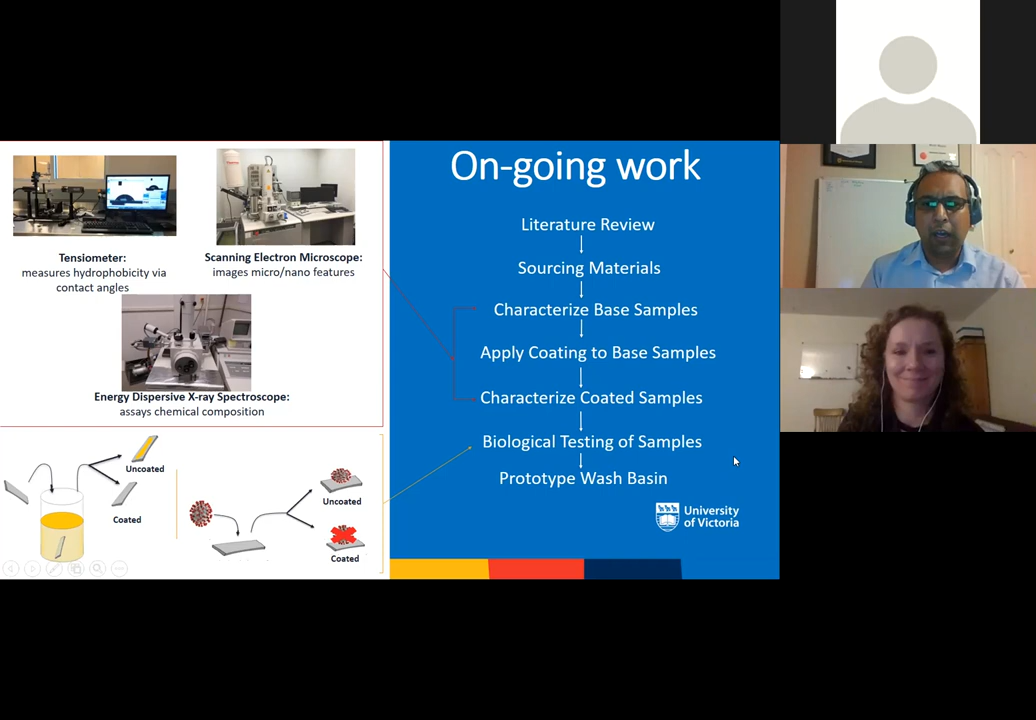 Tensiometer:
measures hydrophobicity via
contact angles
Scanning Electron Microscope:
images micro/nano features
Energy Dispersive X-ray Spectroscope:
assays chemical composition
Uncoated
Coated
Uncoated
Coated
On-going work
Literature Review
Sourcing Materials
Characterize Base Samples
Apply Coating to Base Samples
Characterize Coated Samples
Biological Testing of Samples
Prototype Wash Basin
University
of Victoria